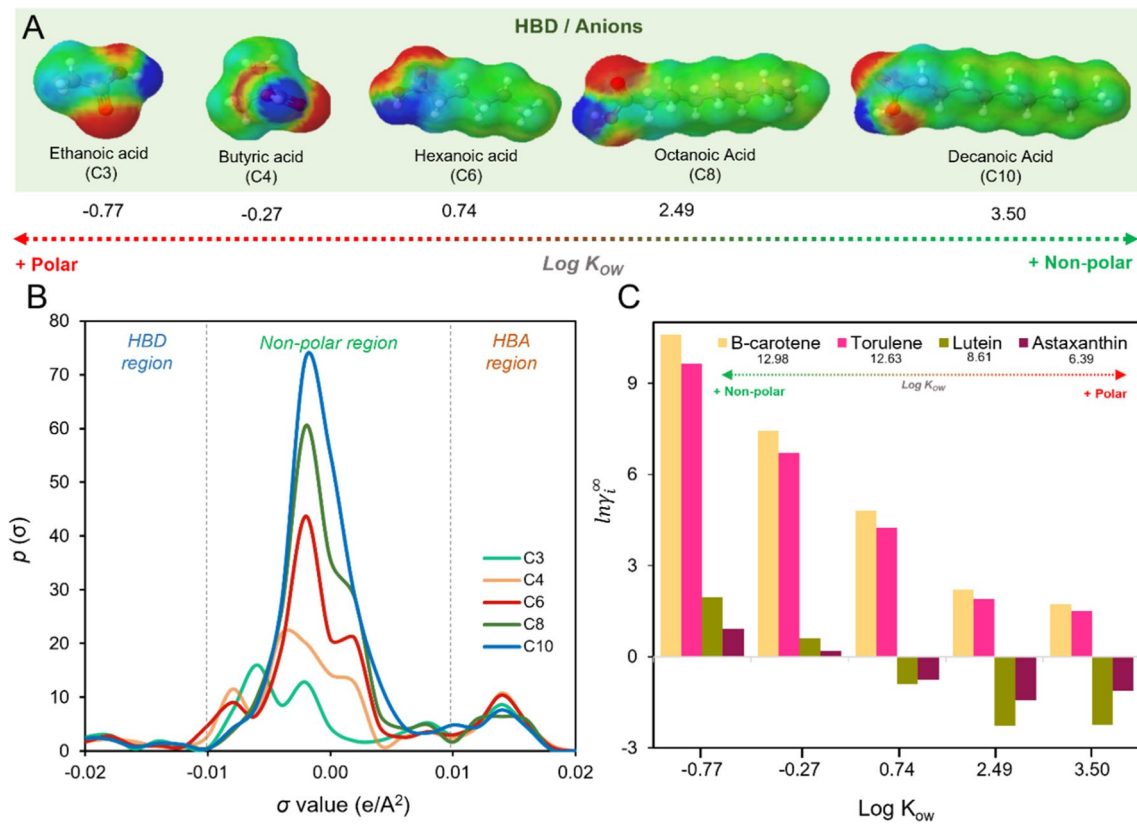 A
HBD / Anions
Ethanoic acid
(C3)
Butyric acid
(C4)
Hexanoic acid
(C6)
Octanoic Acid
(C8)
Decanoic Acid
(C10)
-0.77
-0.27
0.74
2.49
3.50
+ Polar
Log K_OW
+ Non-polar
B
80
70
60
50
40
30
20
10
0
p (σ)
HBD
region
Non-polar region
HBA
region
C3
C4
C6
C8
C10
-0.02
-0.01
0.00
0.01
0.02
σ value (e/A²)
C
B-carotene
Torulene
Lutein
Astaxanthin
12.98
12.63
8.61
6.39
+ Non-polar
Log K_OW
+ Polar
9
6
3
0
-3
lnγᵢ^∞
-0.77
-0.27
0.74
2.49
3.50
Log K_ow